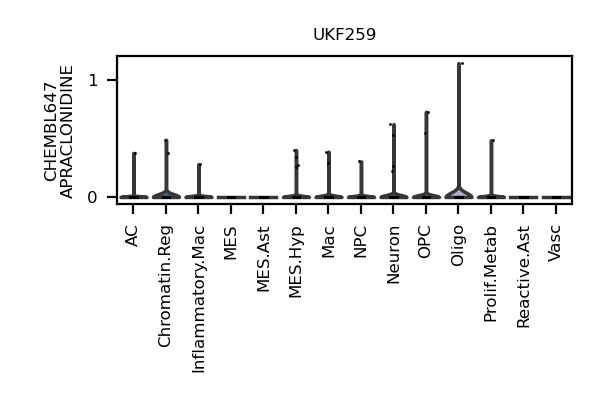 UKF259
CHEMBL647
APRACLONIDINE
1
0
AC
Chromatin.Reg
Inflammatory.Mac
MES
MES.Ast
MES.Hyp
Mac
NPC
Neuron
OPC
Oligo
Prolif.Metab
Reactive.Ast
Vasc